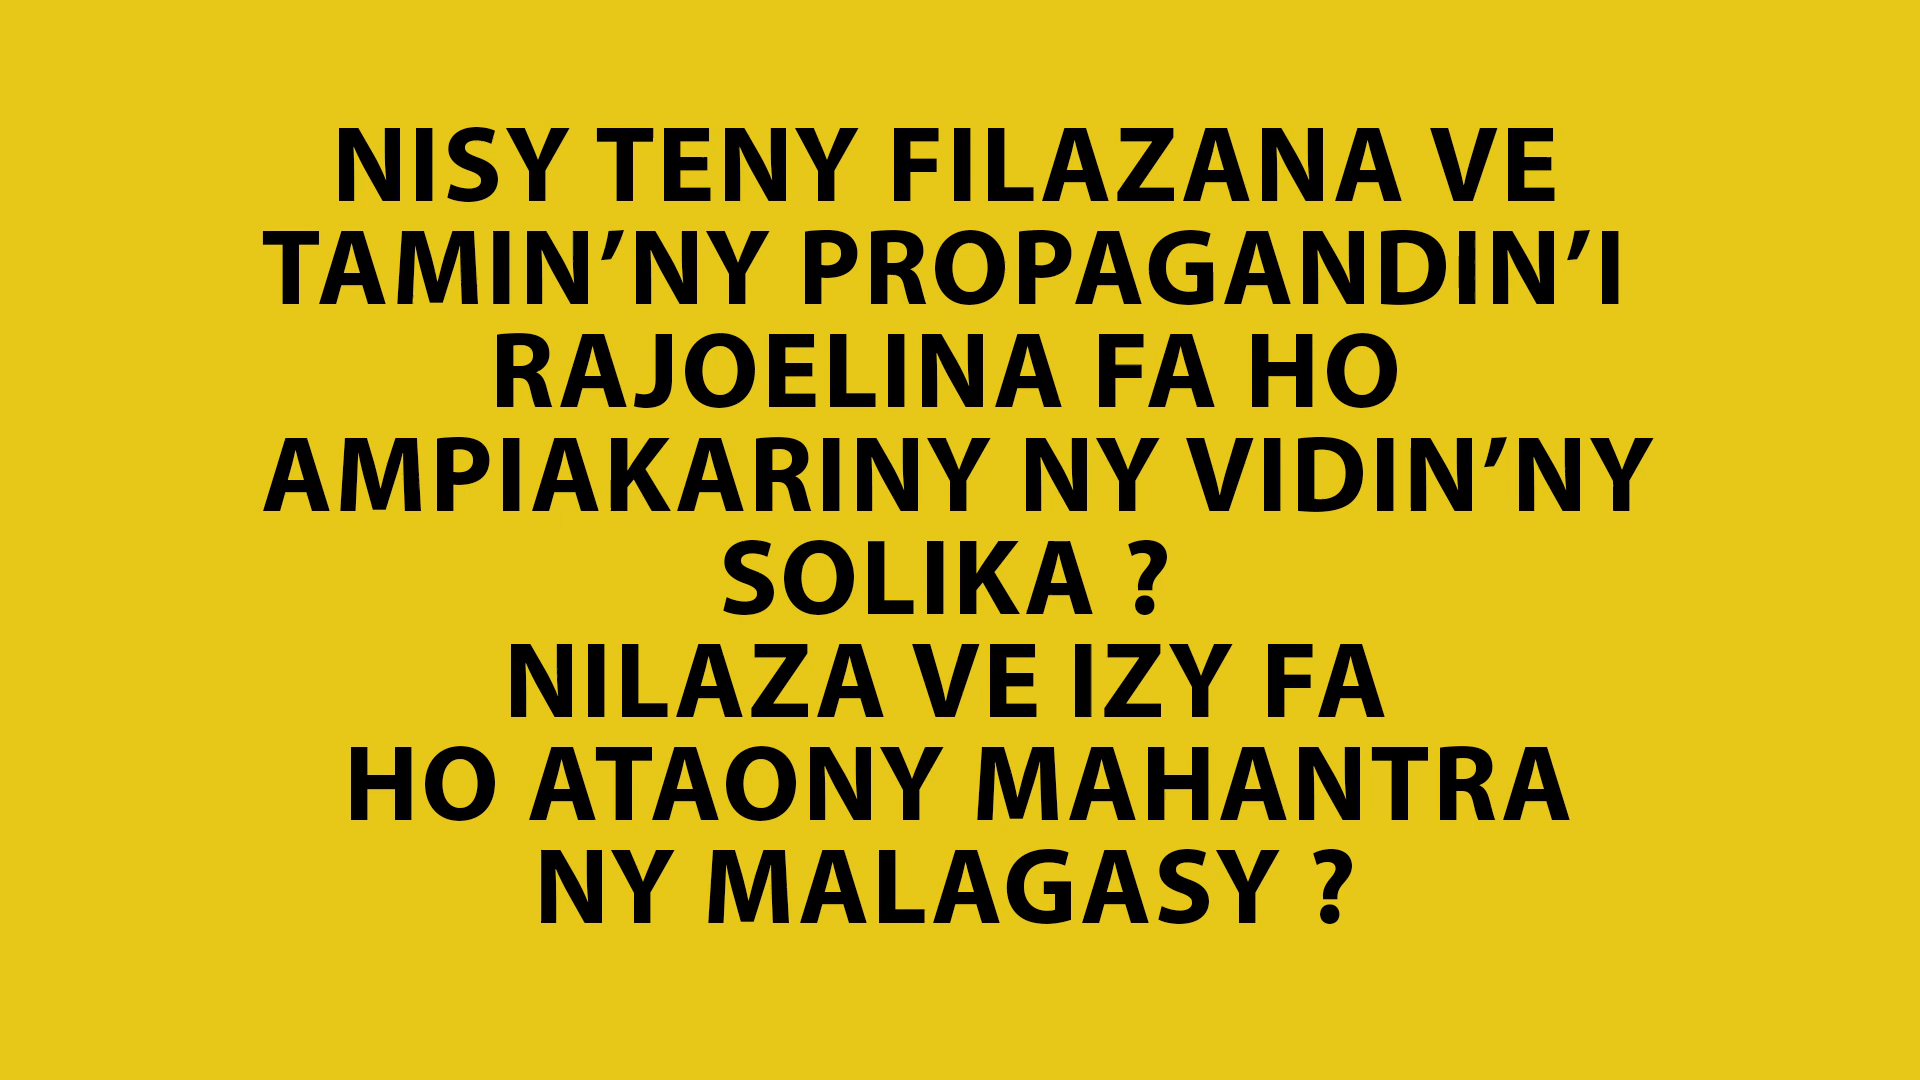 NISY TENY FILAZANA VE
TAMIN’NY PROPAGANDIN’I
RAJOELINA FA HO
AMPIAKARINY NY VIDIN’NY
SOLIKA ?
NILAZA VE IZY FA
HO ATAONY MAHANTRA
NY MALAGASY ?